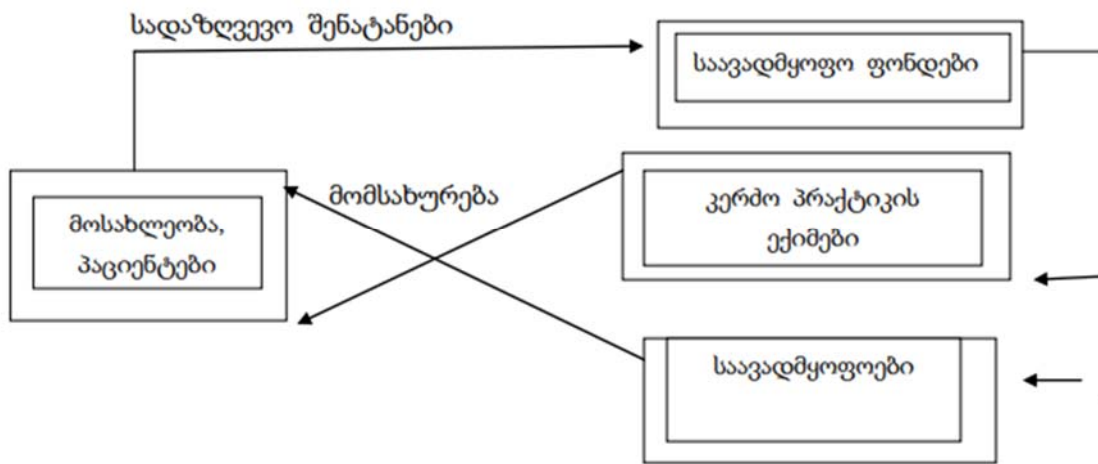 სადაზღვევო შენატანები
საავადმყოფო ფონდები
მომსახურება
მოსახლეობა,
პაციენტები
კერძო პრაქტიკის
ექიმები
საავადმყოფოები